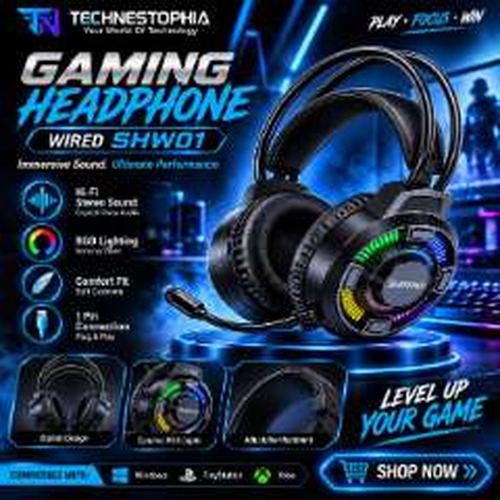 TECHNESTOPHIA
Your World Of Technology
PLAY • FOCUS • WIN
GAMING
HEADPHONE
WIRED SHW01
Immersive Sound. Ultimate Performance
Hi-Fi
Stereo Sound
RGB Lighting
Comfort Fit
1 Pin
Connection
Plug & Play
LEVEL UP
YOUR GAME
COMPATIBLE WITH:
Windows
PlayStation
Xbox
SHOP NOW >>